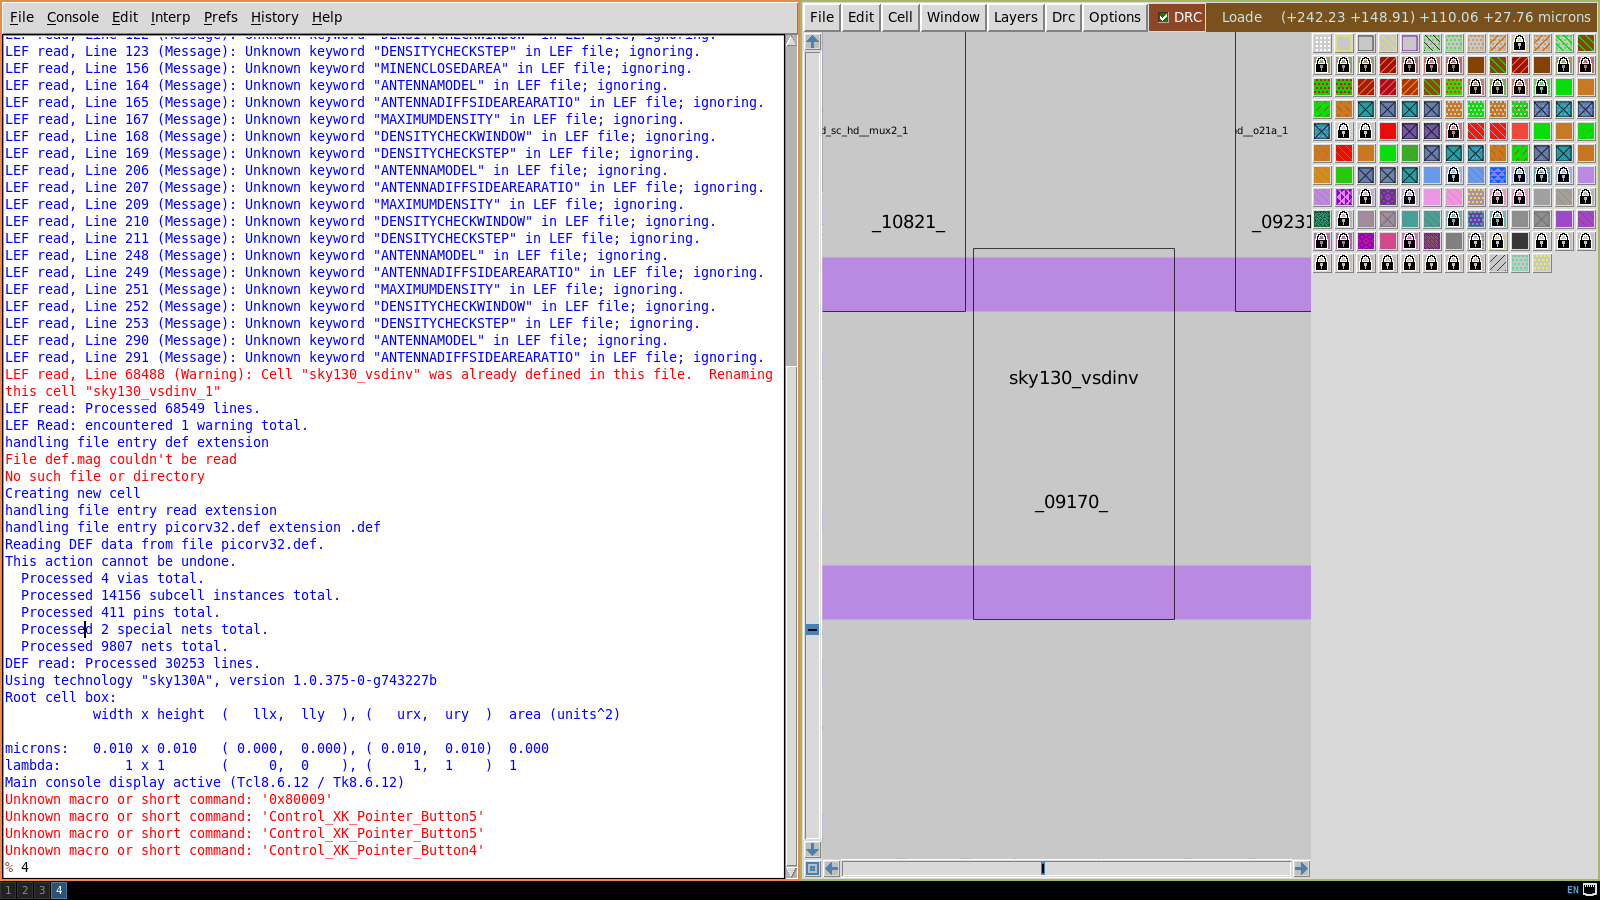 File Console Edit Interp Prefs History Help
LEF read, Line 122 (Message): Unknown keyword "DENSITYCHECKWINDOW" in LEF file; ignoring.
LEF read, Line 123 (Message): Unknown keyword "DENSITYCHECKSTEP" in LEF file; ignoring.
LEF read, Line 156 (Message): Unknown keyword "MINENCLOSEDAREA" in LEF file; ignoring.
LEF read, Line 164 (Message): Unknown keyword "ANTENNAMODEL" in LEF file; ignoring.
LEF read, Line 165 (Message): Unknown keyword "ANTENNADIFFSIDEAREARATIO" in LEF file; ignoring.
LEF read, Line 167 (Message): Unknown keyword "MAXIMUMDENSITY" in LEF file; ignoring.
LEF read, Line 168 (Message): Unknown keyword "DENSITYCHECKWINDOW" in LEF file; ignoring.
LEF read, Line 169 (Message): Unknown keyword "DENSITYCHECKSTEP" in LEF file; ignoring.
LEF read, Line 206 (Message): Unknown keyword "ANTENNAMODEL" in LEF file; ignoring.
LEF read, Line 207 (Message): Unknown keyword "ANTENNADIFFSIDEAREARATIO" in LEF file; ignoring.
LEF read, Line 209 (Message): Unknown keyword "MAXIMUMDENSITY" in LEF file; ignoring.
LEF read, Line 210 (Message): Unknown keyword "DENSITYCHECKWINDOW" in LEF file; ignoring.
LEF read, Line 211 (Message): Unknown keyword "DENSITYCHECKSTEP" in LEF file; ignoring.
LEF read, Line 248 (Message): Unknown keyword "ANTENNAMODEL" in LEF file; ignoring.
LEF read, Line 249 (Message): Unknown keyword "ANTENNADIFFSIDEAREARATIO" in LEF file; ignoring.
LEF read, Line 251 (Message): Unknown keyword "MAXIMUMDENSITY" in LEF file; ignoring.
LEF read, Line 252 (Message): Unknown keyword "DENSITYCHECKWINDOW" in LEF file; ignoring.
LEF read, Line 253 (Message): Unknown keyword "DENSITYCHECKSTEP" in LEF file; ignoring.
LEF read, Line 290 (Message): Unknown keyword "ANTENNAMODEL" in LEF file; ignoring.
LEF read, Line 291 (Message): Unknown keyword "ANTENNADIFFSIDEAREARATIO" in LEF file; ignoring.
LEF read, Line 68488 (Warning): Cell "sky130_vsdinv" was already defined in this file.  Renaming
this cell "sky130_vsdinv_1"
LEF read: Processed 68549 lines.
LEF Read: encountered 1 warning total.
handling file entry def extension
File def.mag couldn't be read
No such file or directory
Creating new cell
handling file entry read extension
handling file entry picorv32.def extension .def
Reading DEF data from file picorv32.def.
This action cannot be undone.
Processed 4 vias total.
Processed 14156 subcell instances total.
Processed 411 pins total.
Processed 2 special nets total.
Processed 9807 nets total.
DEF read: Processed 30253 lines.
Using technology "sky130A", version 1.0.375-0-g743227b
Root cell box:
width x height  (   llx,  lly  ), (   urx,  ury  )  area (units^2)
microns:   0.010 x 0.010   ( 0.000,  0.000), ( 0.010,  0.010)  0.000
lambda:       1 x 1      (     0,  0   ), (     1,  1    )  1
Main console display active (Tcl8.6.12 / Tk8.6.12)
Unknown macro or short command: '0x80009'
Unknown macro or short command: 'Control_XK_Pointer_Button5'
Unknown macro or short command: 'Control_XK_Pointer_Button5'
Unknown macro or short command: 'Control_XK_Pointer_Button4'
% 4
File Edit Cell Window Layers Drc Options DRC Loade (+242.23 +148.91) +110.06 +27.76 microns
d_sc_hd__mux2_1
d__o21a_1
_10821_
_09231
sky130_vsdinv
_09170_
1 2 3 4
EN